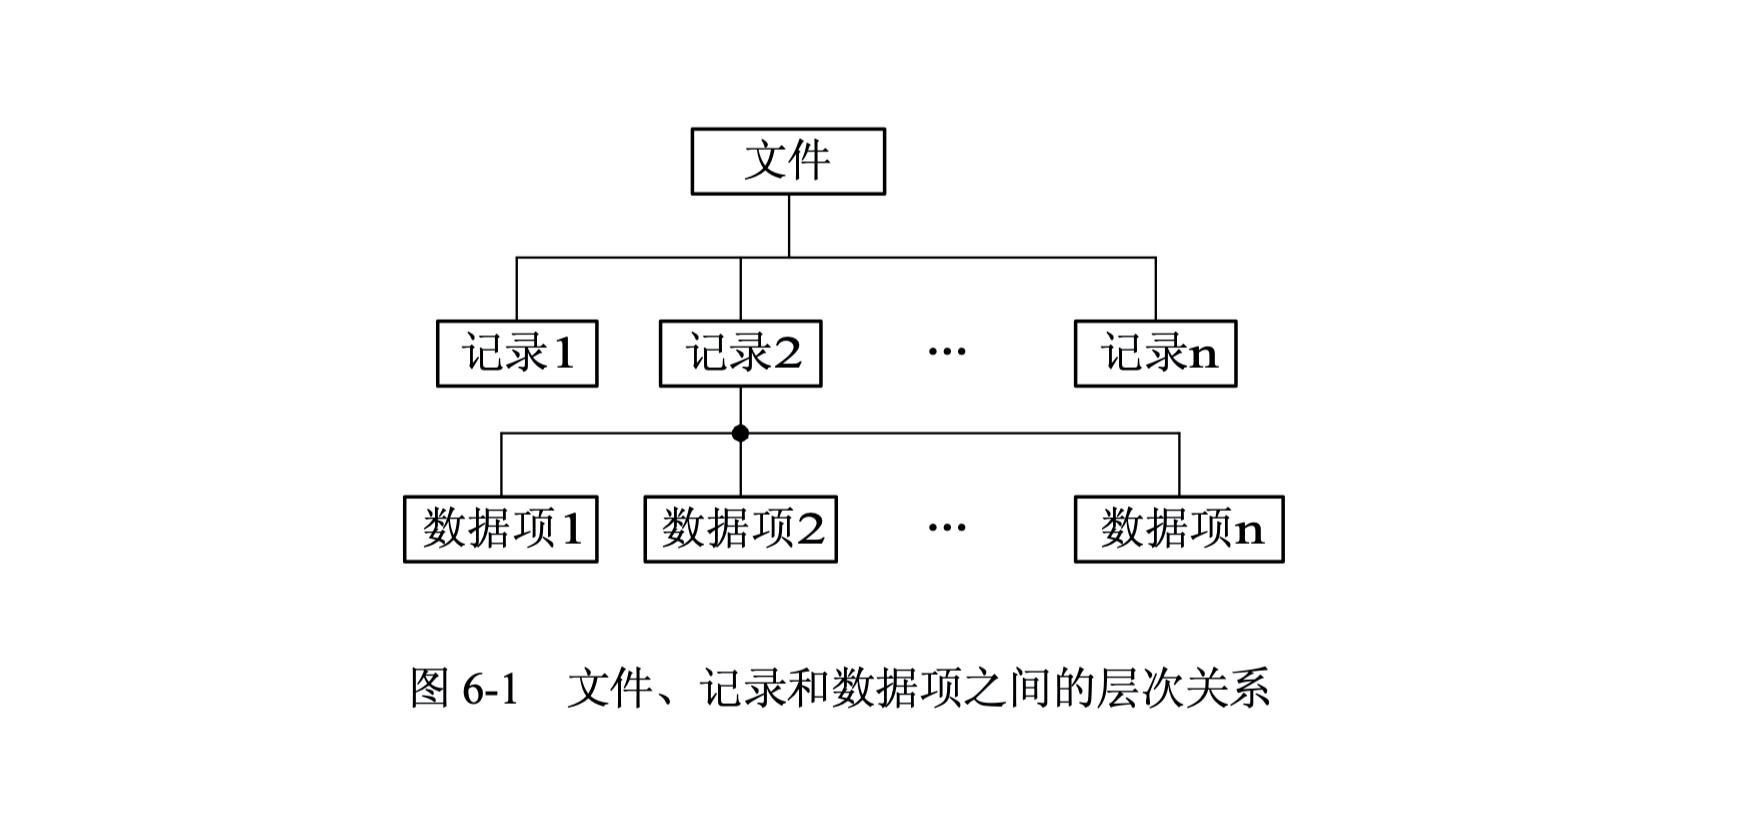 文件
记录1 记录2 ··· 记录n
数据项1 数据项2 ··· 数据项n
图 6-1 文件、记录和数据项之间的层次关系